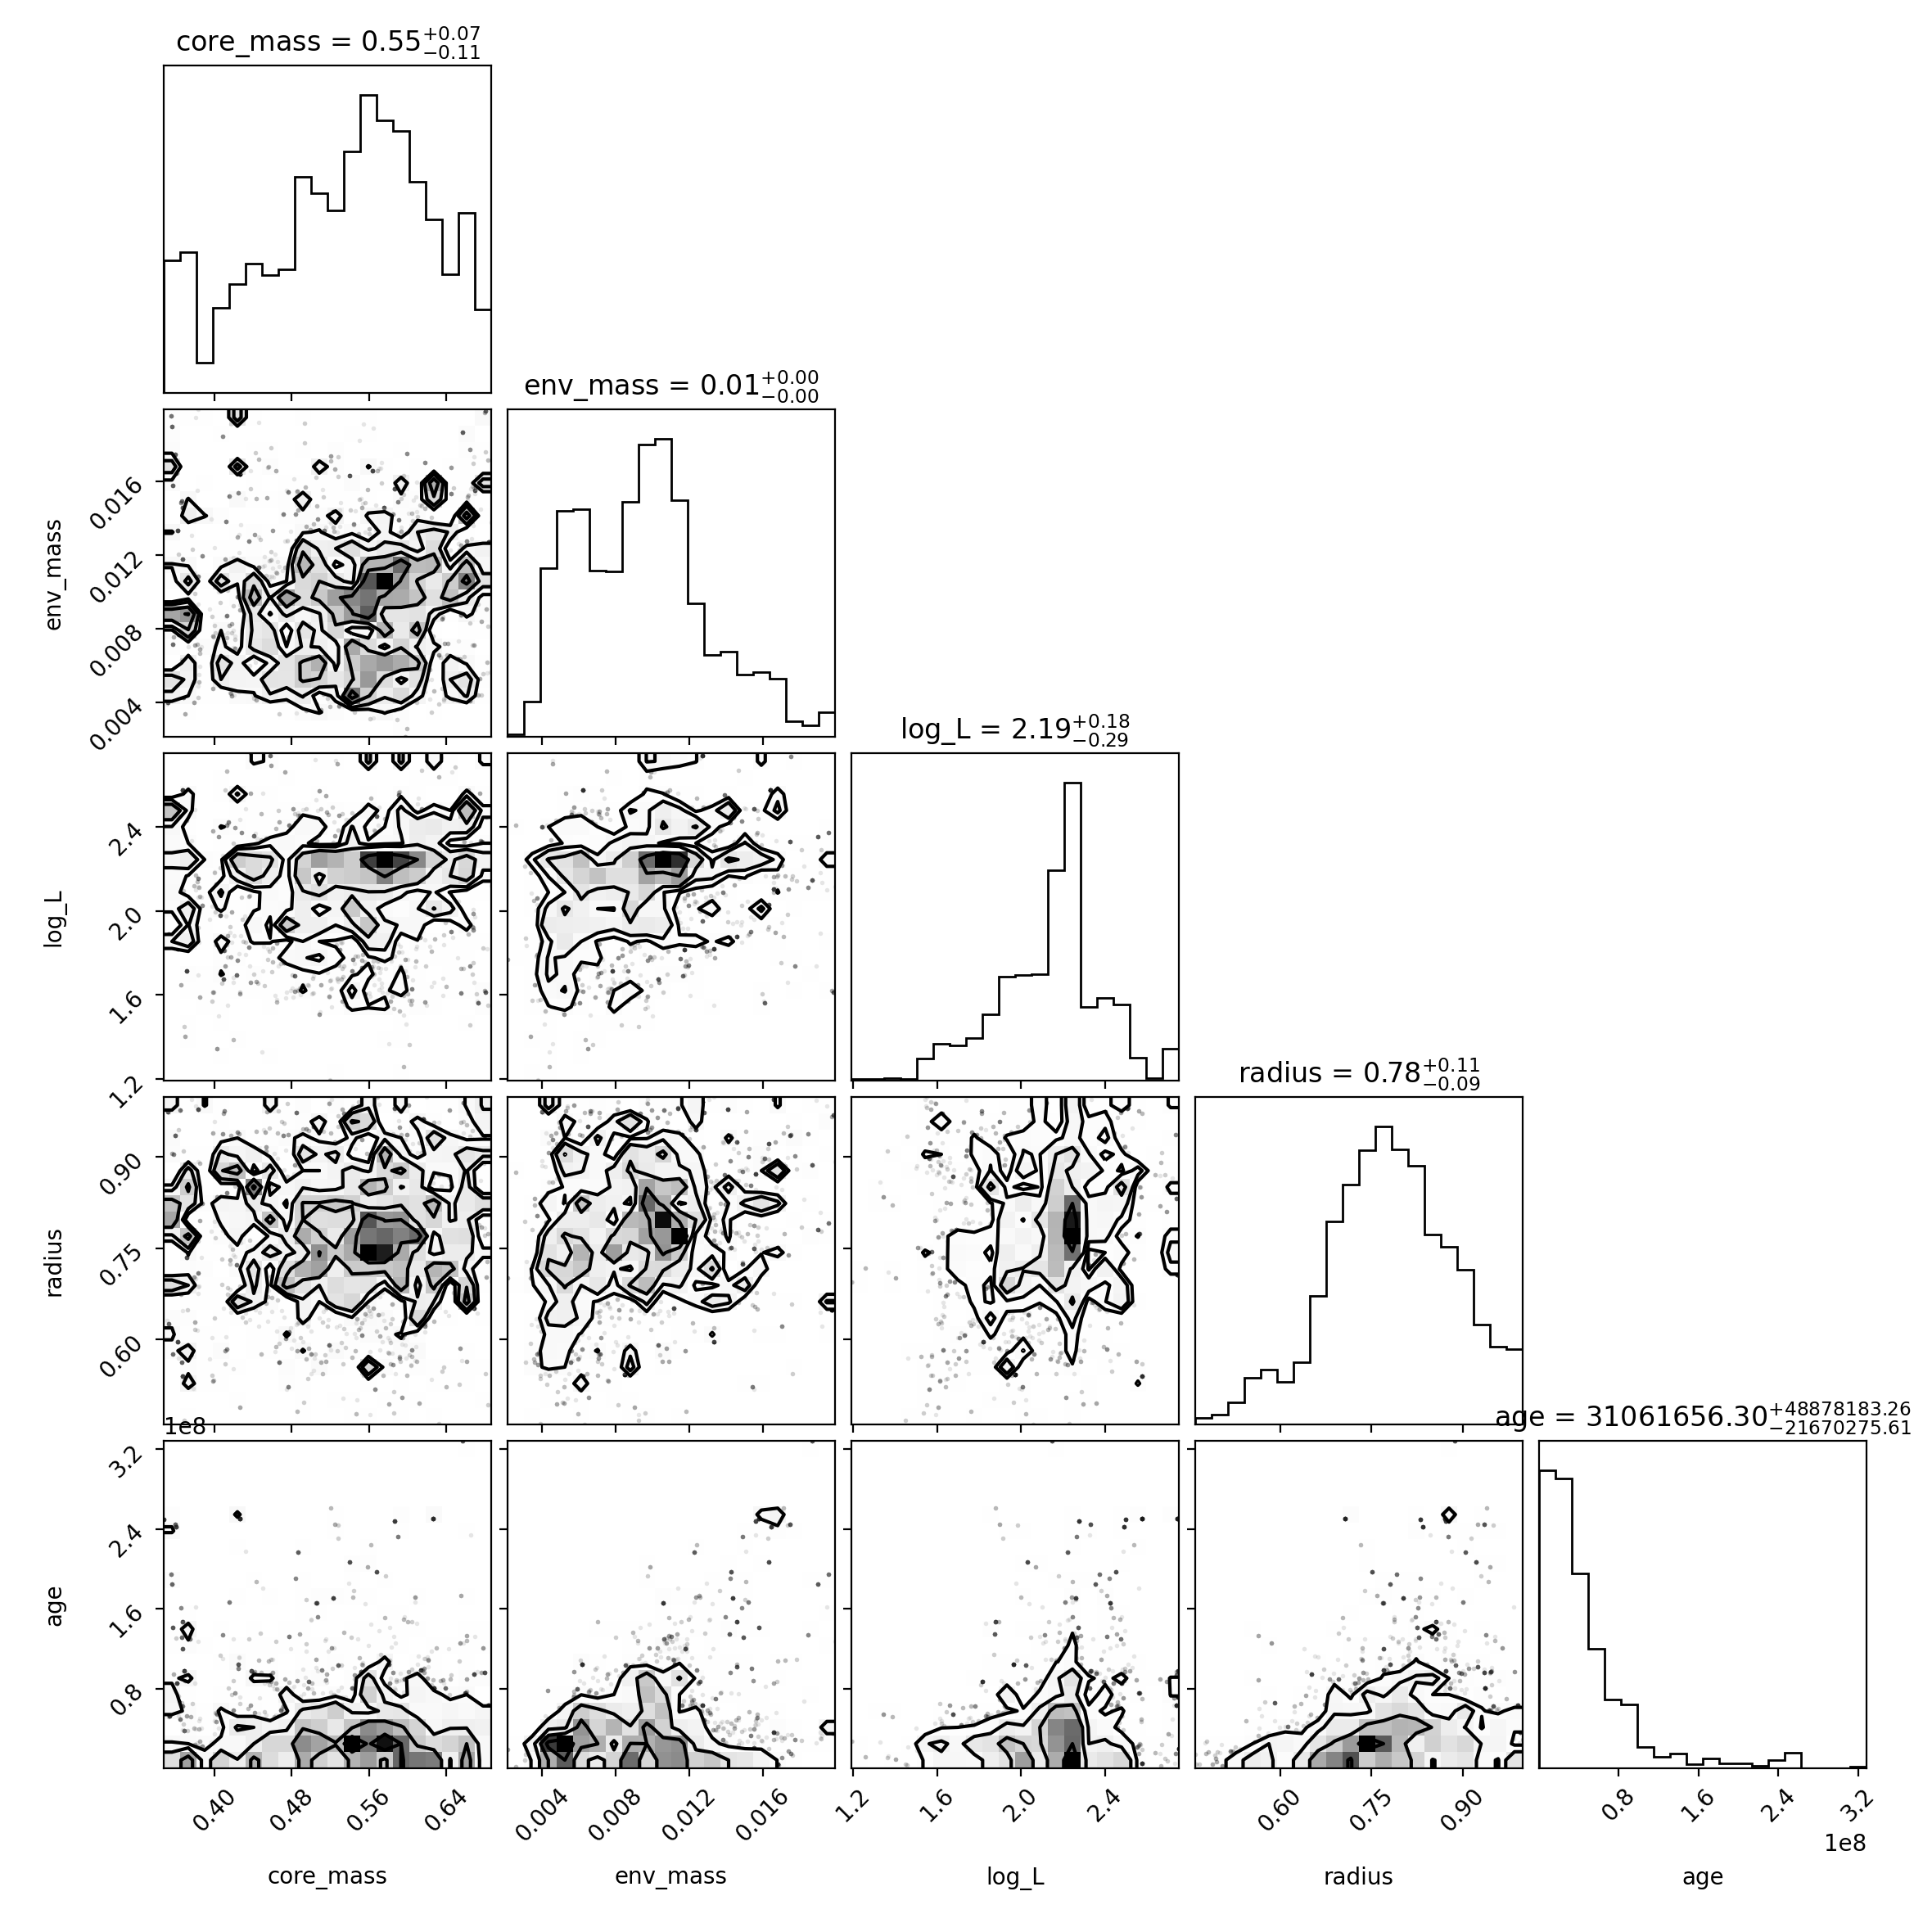 core_mass = 0.55+0.07−0.11
env_mass = 0.01+0.00−0.00
env_mass
0.016
0.012
0.008
0.004
log_L = 2.19+0.18−0.29
log_L
2.4
2.0
1.6
1.2
radius = 0.78+0.11−0.09
radius
0.90
0.75
0.60
1e8
age = 31061656.30+48878183.26−21670275.61
age
3.2
2.4
1.6
0.8
0.40 0.48 0.56 0.64
0.004 0.008 0.012 0.016
1.2 1.6 2.0 2.4
0.60 0.75 0.90
0.8 1.6 2.4 3.2
1e8
core_mass
env_mass
log_L
radius
age